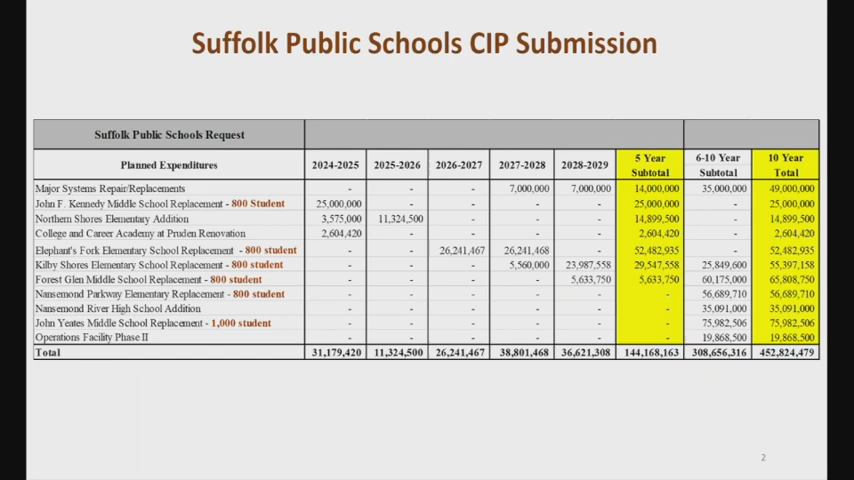 Suffolk Public Schools CIP Submission
Suffolk Public Schools Request
Planned Expenditures 2024-2025 2025-2026 2026-2027 2027-2028 2028-2029 5 Year Subtotal 6-10 Year Subtotal 10 Year Total
Major Systems Repair/Replacements - - - 7,000,000 7,000,000 14,000,000 35,000,000 49,000,000
John F. Kennedy Middle School Replacement - 800 Student 25,000,000 - - - - 25,000,000 - 25,000,000
Northern Shores Elementary Addition 3,575,000 11,324,500 - - - 14,899,500 - 14,899,500
College and Career Academy at Pruden Renovation 2,604,420 - - - - 2,604,420 - 2,604,420
Elephant's Fork Elementary School Replacement - 800 student - - 26,241,467 26,241,468 - 52,482,935 - 52,482,935
Kilby Shores Elementary School Replacement - 800 student - - - 5,560,000 23,987,558 29,547,558 25,849,600 55,397,158
Forest Glen Middle School Replacement - 800 student - - - - 5,633,750 5,633,750 60,175,000 65,808,750
Nansemond Parkway Elementary Replacement - 800 student - - - - - - 56,689,710 56,689,710
Nansemond River High School Addition - - - - - - 35,091,000 35,091,000
John Yeates Middle School Replacement - 1,000 student - - - - - - 75,982,506 75,982,506
Operations Facility Phase II - - - - - - 19,868,500 19,868,500
Total 31,179,420 11,324,500 26,241,467 38,801,468 36,621,308 144,168,163 308,656,316 452,824,479
2